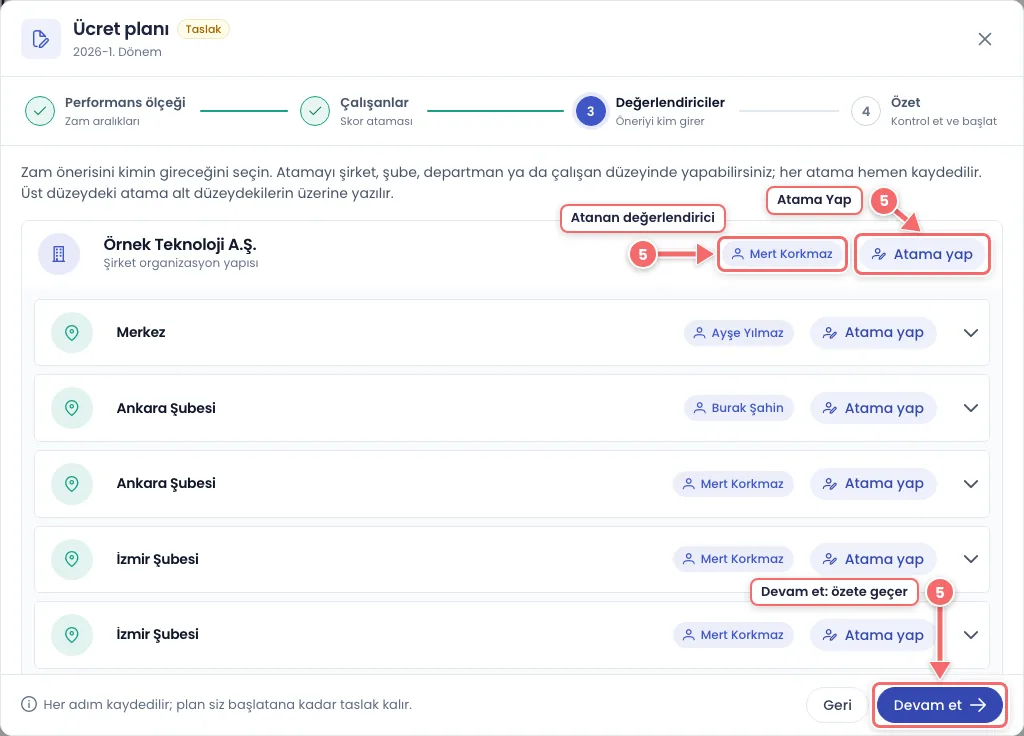 Ücret planı Taslak
2026-1. Dönem
Performans ölçeği
Zam aralıkları
Çalışanlar
Skor ataması
3
Değerlendiriciler
Öneriyi kim girer
4
Özet
Kontrol et ve başlat
Zam önerisini kimin gireceğini seçin. Atamayı şirket, şube, departman ya da çalışan düzeyinde yapabilirsiniz; her atama hemen kaydedilir.
Üst düzeydeki atama alt düzeydekilerin üzerine yazılır.
Atama Yap 5
Atanan değerlendirici
5
Örnek Teknoloji A.Ş.
Şirket organizasyon yapısı
Mert Korkmaz
Atama yap
Merkez Ayşe Yılmaz Atama yap
Ankara Şubesi Burak Şahin Atama yap
Ankara Şubesi Mert Korkmaz Atama yap
İzmir Şubesi Mert Korkmaz Atama yap
Devam et: özete geçer 5
İzmir Şubesi Mert Korkmaz Atama yap
Her adım kaydedilir; plan siz başlatana kadar taslak kalır.
Geri
Devam et